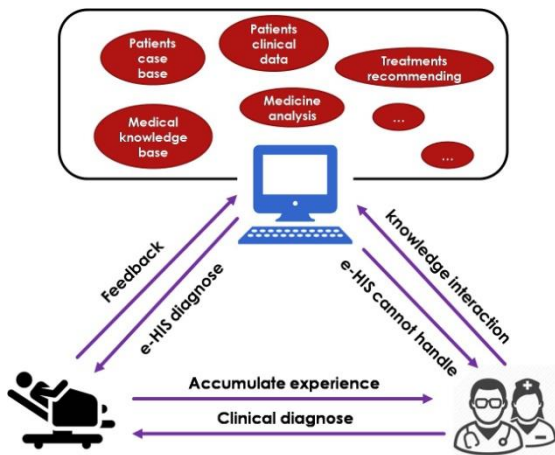 Patients
case
base
Patients
clinical
data
Treatments
recommending
Medical
knowledge
base
Medicine
analysis
...
...
Feedback
e-HIS diagnose
knowledge interaction
e-HIS cannot handle
Accumulate experience
Clinical diagnose